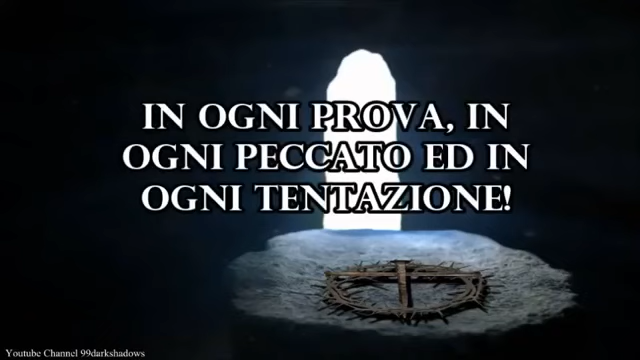 IN OGNI PROVA, IN
OGNI PECCATO ED IN
OGNI TENTAZIONE!
Youtube Channel 99darkshadows